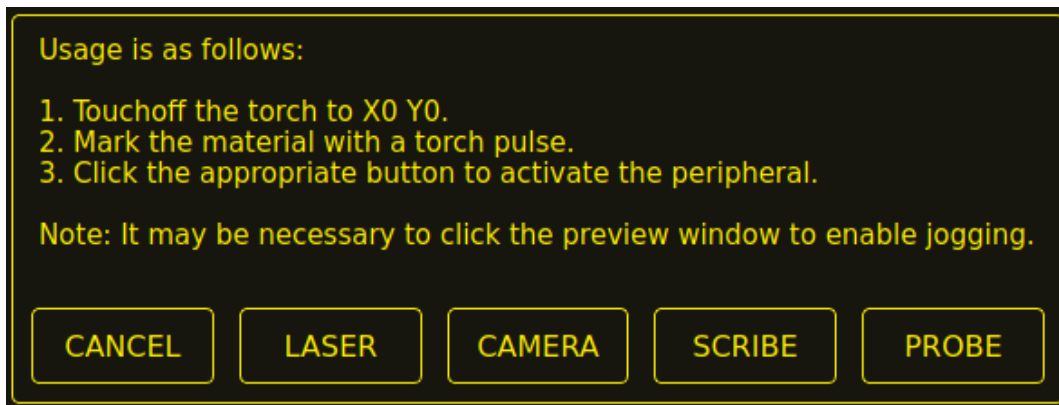 Usage is as follows:
1. Touchoff the torch to X0 Y0.
2. Mark the material with a torch pulse.
3. Click the appropriate button to activate the peripheral.
Note: It may be necessary to click the preview window to enable jogging.
CANCEL LASER CAMERA SCRIBE PROBE